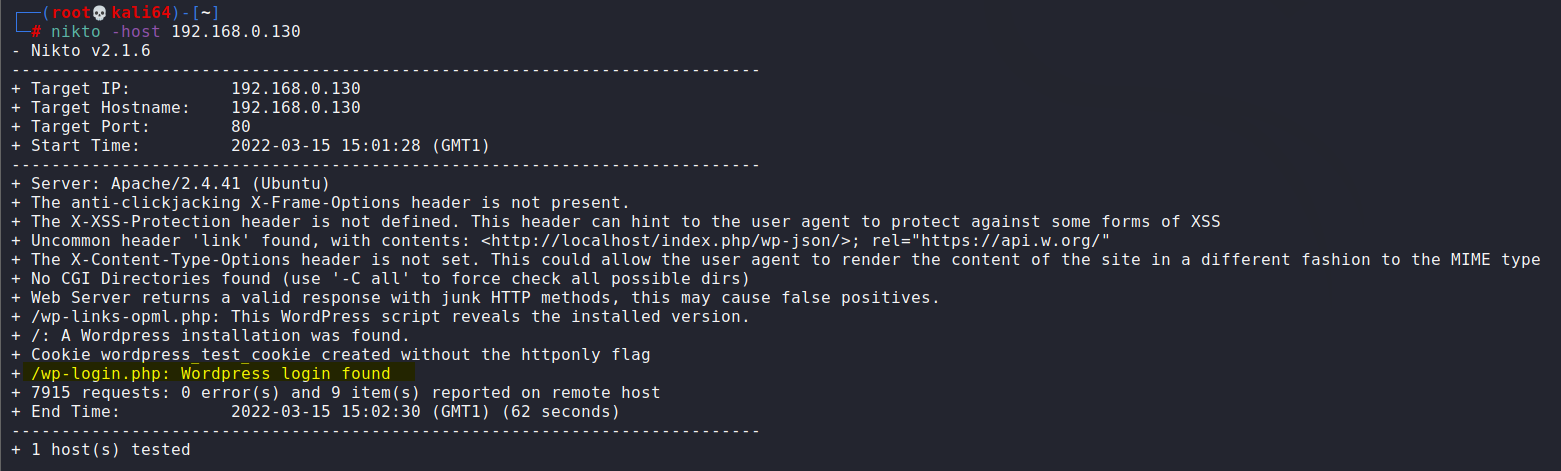 ┌──(root💀kali64)-[~]
└─# nikto -host 192.168.0.130
- Nikto v2.1.6
---------------------------------------------------------------------------
+ Target IP:          192.168.0.130
+ Target Hostname:    192.168.0.130
+ Target Port:        80
+ Start Time:         2022-03-15 15:01:28 (GMT1)
---------------------------------------------------------------------------
+ Server: Apache/2.4.41 (Ubuntu)
+ The anti-clickjacking X-Frame-Options header is not present.
+ The X-XSS-Protection header is not defined. This header can hint to the user agent to protect against some forms of XSS
+ Uncommon header 'link' found, with contents: <http://localhost/index.php/wp-json/>; rel="https://api.w.org/"
+ The X-Content-Type-Options header is not set. This could allow the user agent to render the content of the site in a different fashion to the MIME type
+ No CGI Directories found (use '-C all' to force check all possible dirs)
+ Web Server returns a valid response with junk HTTP methods, this may cause false positives.
+ /wp-links-opml.php: This WordPress script reveals the installed version.
+ /: A Wordpress installation was found.
+ Cookie wordpress_test_cookie created without the httponly flag
+ /wp-login.php: Wordpress login found
+ 7915 requests: 0 error(s) and 9 item(s) reported on remote host
+ End Time:           2022-03-15 15:02:30 (GMT1) (62 seconds)
---------------------------------------------------------------------------
+ 1 host(s) tested